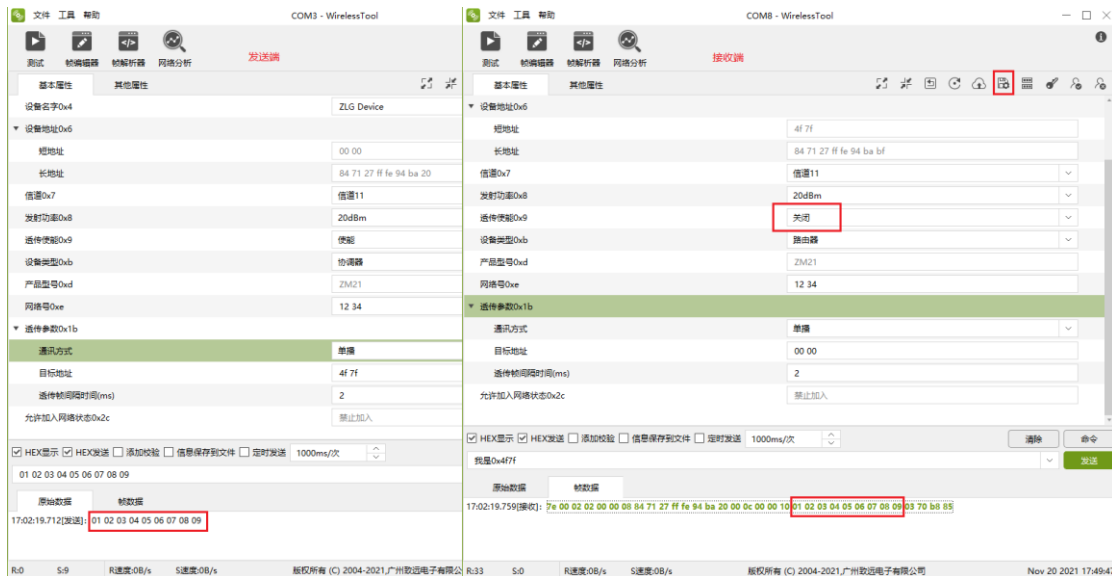 文件 工具 帮助 COM3 - WirelessTool
测试 帧编辑器 帧解析器 网络分析 发送端
基本属性 其他属性
设备名字0x4 ZLG Device
设备地址0x6
短地址 00 00
长地址 84 71 27 ff fe 94 ba 20
信道0x7 信道11
发射功率0x8 20dBm
透传使能0x9 使能
设备类型0xb 协调器
产品型号0xd ZM21
网络号0xe 12 34
透传参数0x1b
通讯方式 单播
目标地址 4f 7f
透传帧间隔时间(ms) 2
允许加入网络状态0x2c 禁止加入
HEX显示 HEX发送 添加校验 信息保存到文件 定时发送 1000ms/次
01 02 03 04 05 06 07 08 09
原始数据 帧数据
17:02:19.712[发送]: 01 02 03 04 05 06 07 08 09
R:0 S:9 R速度:0B/s S速度:0B/s 版权所有 (C) 2004-2021,广州致远电子有限公
文件 工具 帮助 COM8 - WirelessTool
测试 帧编辑器 帧解析器 网络分析 接收端
基本属性 其他属性
设备地址0x6
短地址 4f 7f
长地址 84 71 27 ff fe 94 ba bf
信道0x7 信道11
发射功率0x8 20dBm
透传使能0x9 关闭
设备类型0xb 路由器
产品型号0xd ZM21
网络号0xe 12 34
透传参数0x1b
通讯方式 单播
目标地址 00 00
透传帧间隔时间(ms) 2
允许加入网络状态0x2c 禁止加入
HEX显示 HEX发送 添加校验 信息保存到文件 定时发送 1000ms/次 清除 命令
我是0x4f7f 发送
原始数据 帧数据
17:02:19.759[接收]: 7e 00 02 02 00 00 08 84 71 27 ff fe 94 ba 20 00 0c 00 00 10 01 02 03 04 05 06 07 08 09 03 70 b8 85
R:33 S:0 R速度:0B/s S速度:0B/s 版权所有 (C) 2004-2021,广州致远电子有限公司 Nov 20 2021 17:49:47